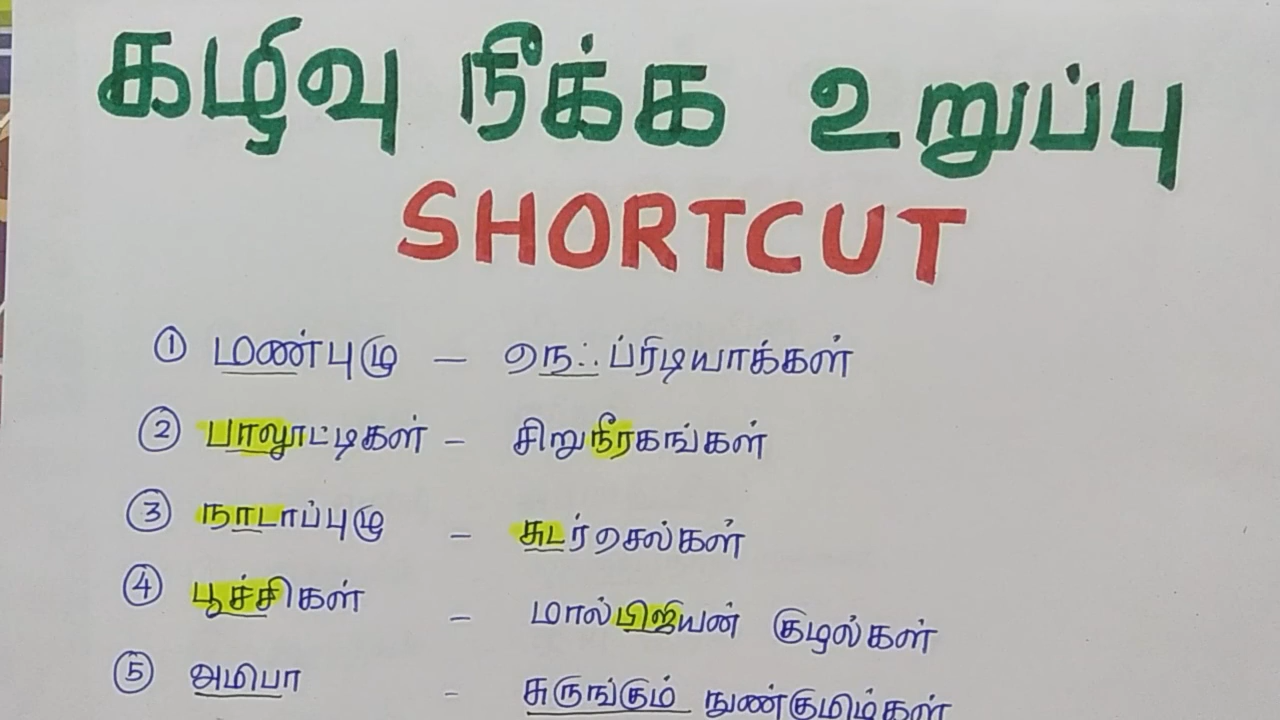 கழிவு நீக்க உறுப்பு
SHORTCUT
① மண்புழு – நெஃப்ரிடியாக்கள்
② பாலூட்டிகள் – சிறுநீரகங்கள்
③ நாடாப்புழு – சுடர்செல்கள்
④ பூச்சிகள் – மால்பிஜியன் குழல்கள்
⑤ அமிபா – சுருங்கும் நுண்குமிழ்கள்